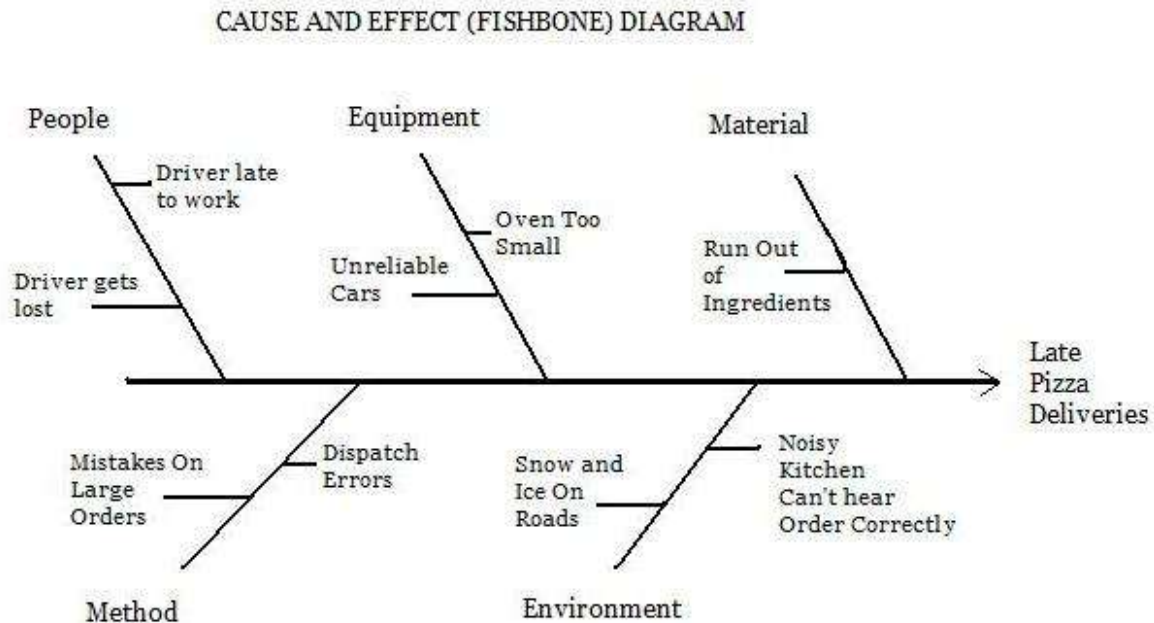 CAUSE AND EFFECT (FISHBONE) DIAGRAM
People
Equipment
Material
Driver late
to work
Driver gets
lost
Oven Too
Small
Unreliable
Cars
Run Out
of
Ingredients
Late
Pizza
Deliveries
Mistakes On
Large
Orders
Dispatch
Errors
Snow and
Ice On
Roads
Noisy
Kitchen
Can't hear
Order Correctly
Method
Environment